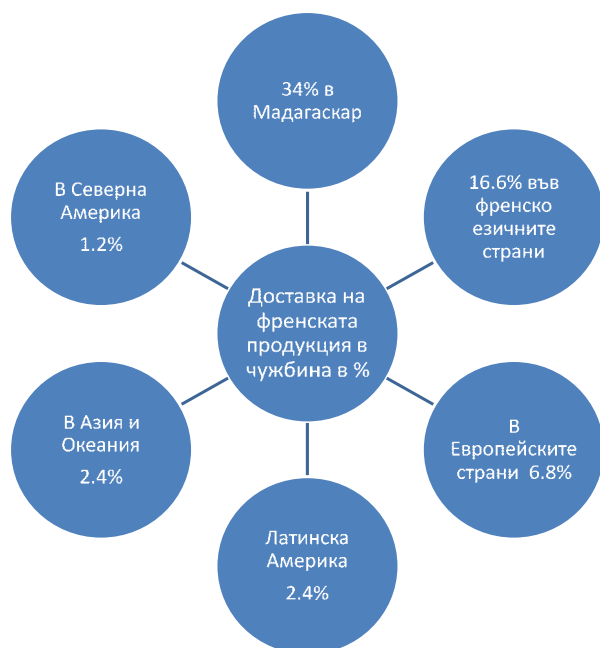 34% в
Мадагаскар
16.6% във
френско
езичните
страни
В
Европейските
страни 6.8%
Латинска
Америка
2.4%
В Азия и
Океания
2.4%
В Северна
Америка
1.2%
Доставка на
френската
продукция в
чужбина в %